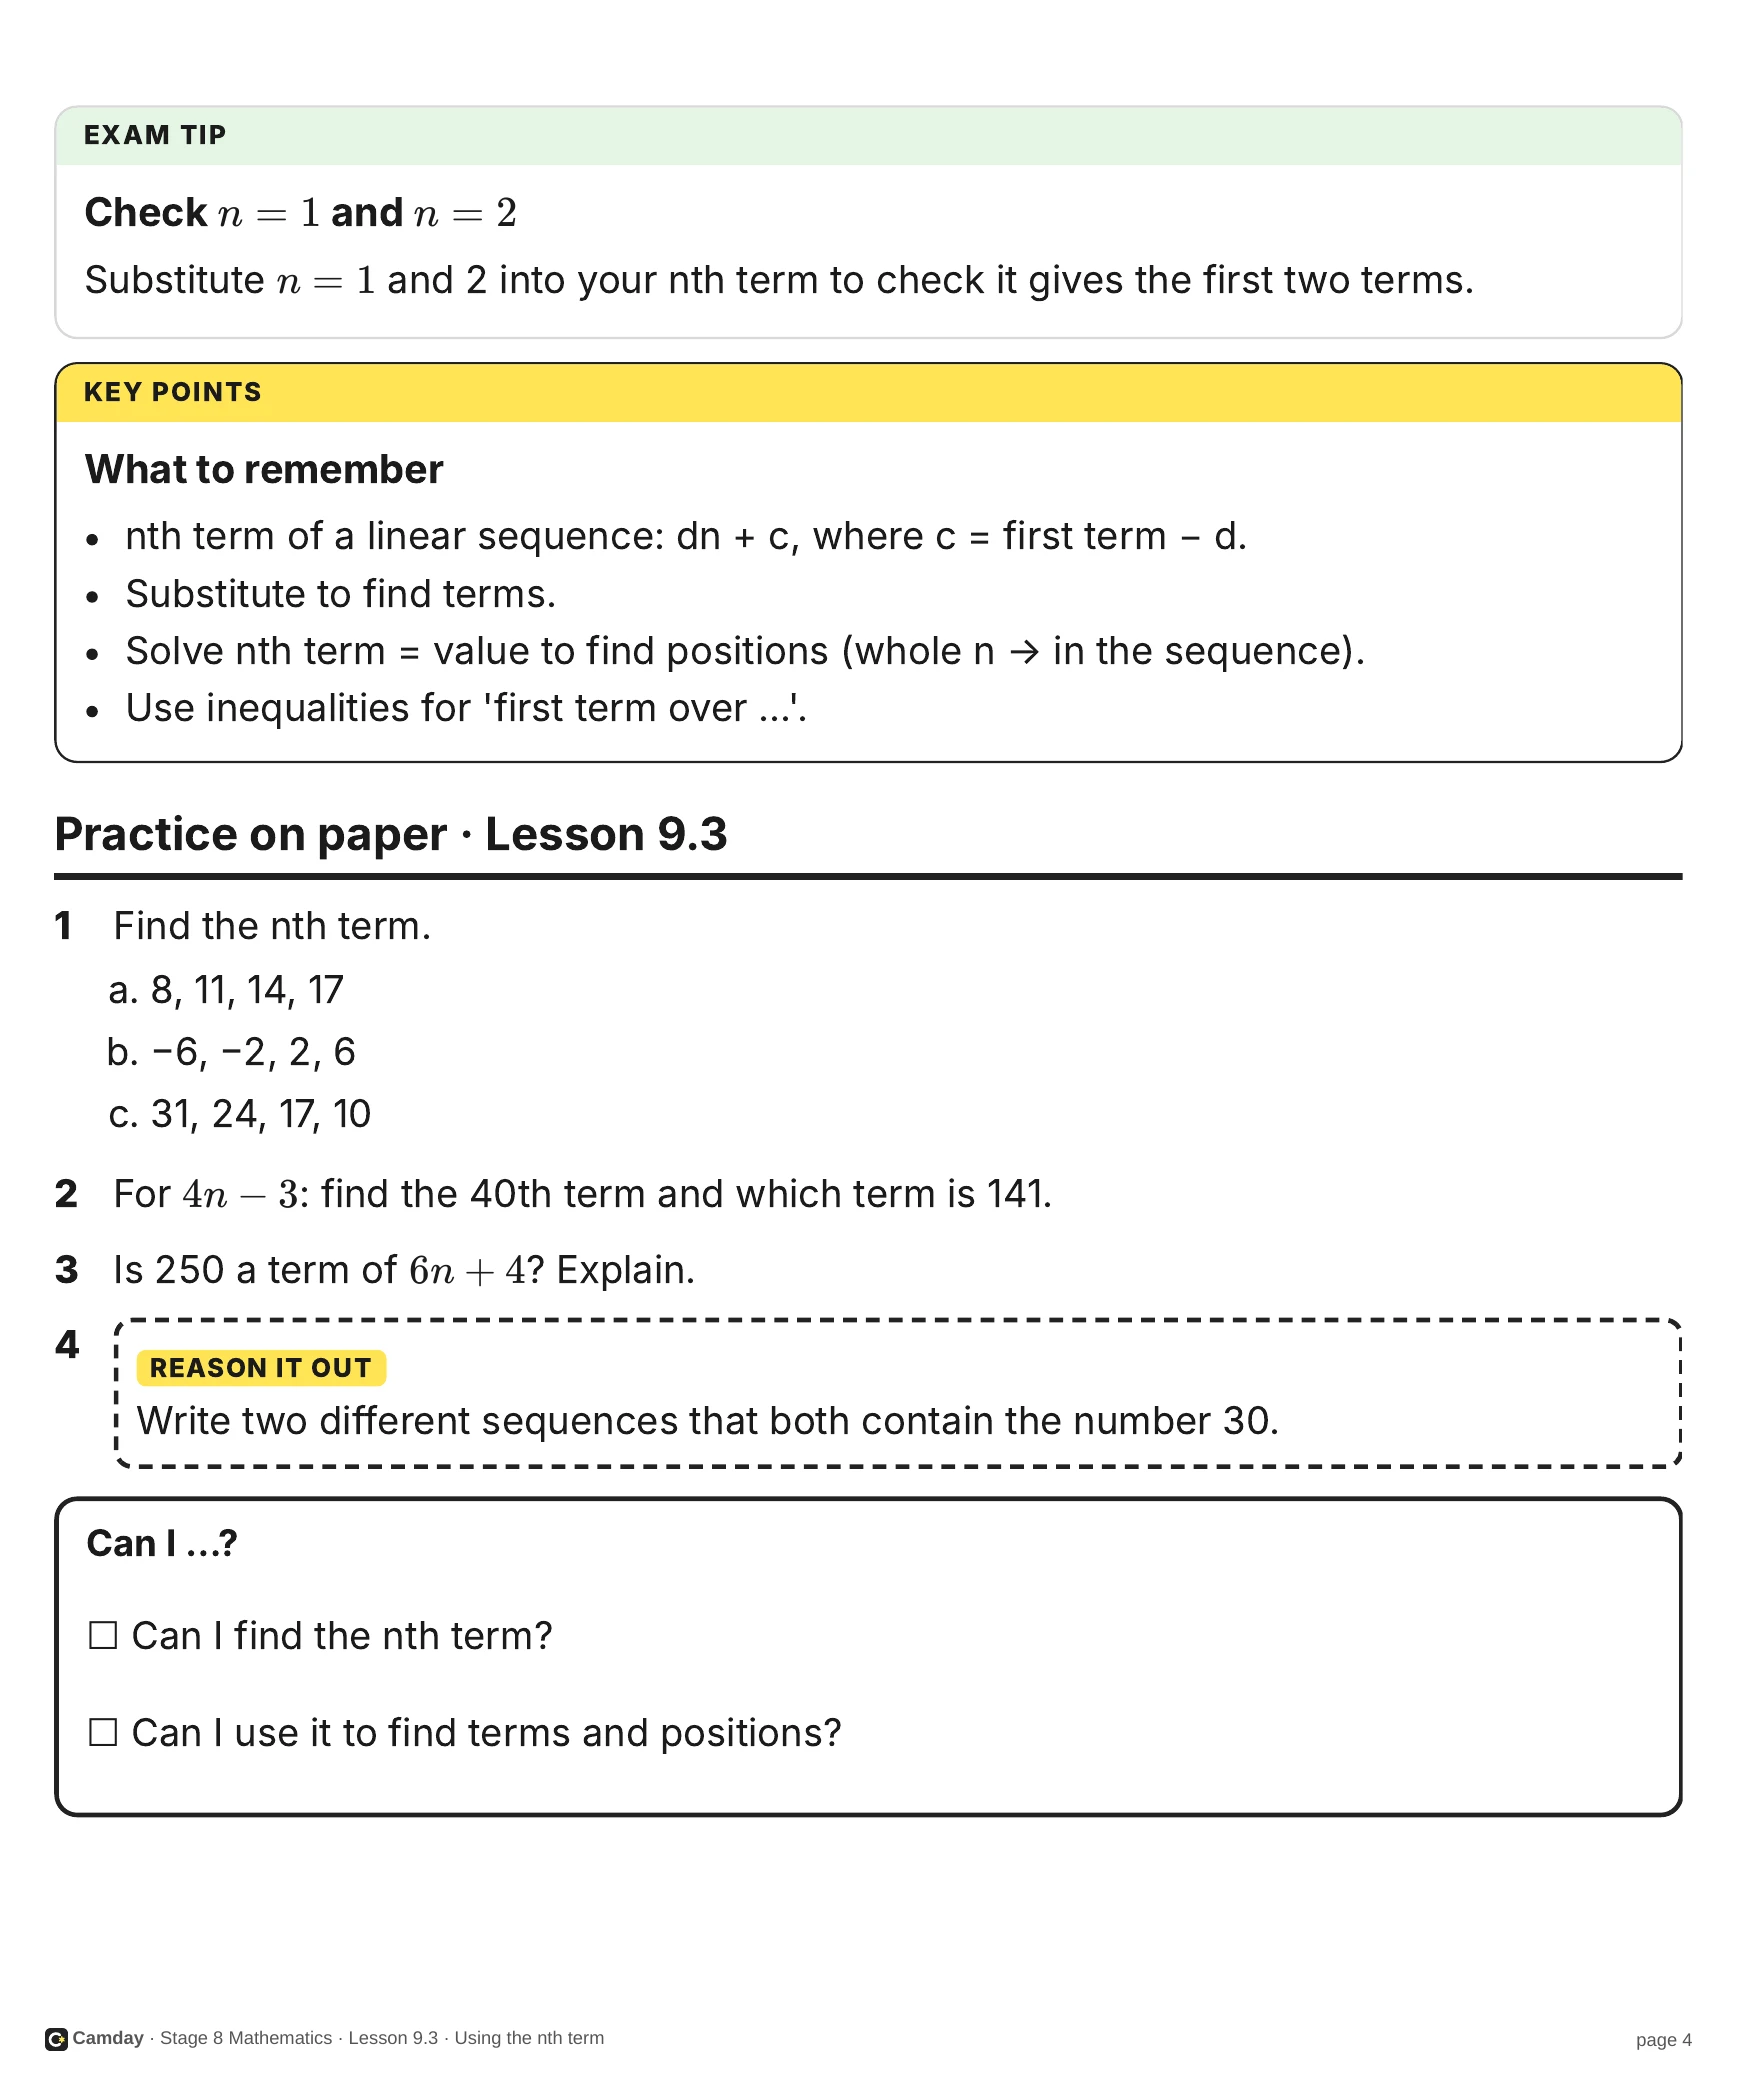 EXAM TIP
Check n = 1 and n = 2
Substitute n = 1 and 2 into your nth term to check it gives the first two terms.
KEY POINTS
What to remember
• nth term of a linear sequence: dn + c, where c = first term − d.
• Substitute to find terms.
• Solve nth term = value to find positions (whole n → in the sequence).
• Use inequalities for 'first term over ...'.
Practice on paper · Lesson 9.3
1 Find the nth term.
a. 8, 11, 14, 17
b. −6, −2, 2, 6
c. 31, 24, 17, 10
2 For 4n − 3: find the 40th term and which term is 141.
3 Is 250 a term of 6n + 4? Explain.
4
REASON IT OUT
Write two different sequences that both contain the number 30.
Can I ...?
☐ Can I find the nth term?
☐ Can I use it to find terms and positions?
Camday · Stage 8 Mathematics · Lesson 9.3 · Using the nth term
page 4